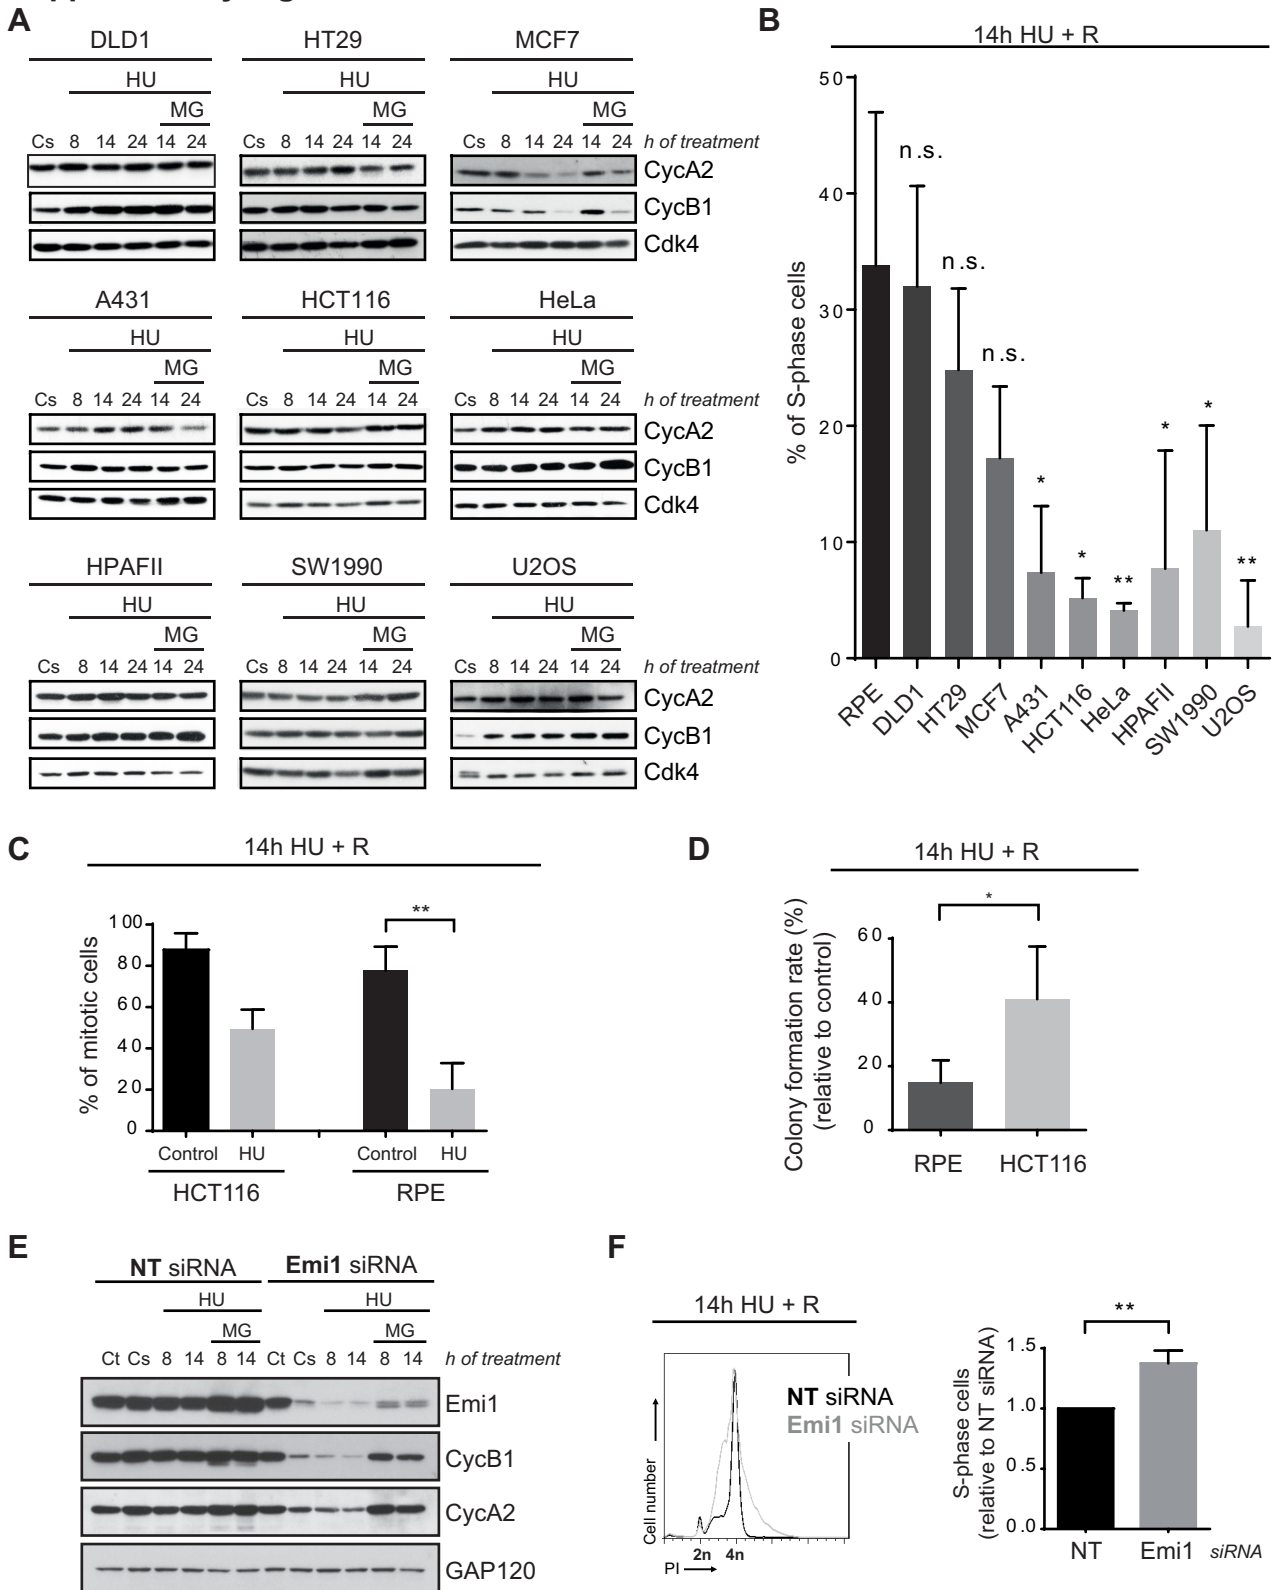 A
DLD1 HT29 MCF7
HU HU HU
MG MG MG
Cs 8 14 24 14 24 Cs 8 14 24 14 24 Cs 8 14 24 14 24 h of treatment
CycA2
CycB1
Cdk4
A431 HCT116 HeLa
HU HU HU
MG MG MG
Cs 8 14 24 14 24 Cs 8 14 24 14 24 Cs 8 14 24 14 24 h of treatment
CycA2
CycB1
Cdk4
HPAFII SW1990 U2OS
HU HU HU
MG MG MG
Cs 8 14 24 14 24 Cs 8 14 24 14 24 Cs 8 14 24 14 24 h of treatment
CycA2
CycB1
Cdk4
B
14h HU + R
% of S-phase cells
50
40
30
20
10
0
n.s.
n.s.
n.s.
*
*
**
*
*
**
RPE DLD1 HT29 MCF7 A431 HCT116 HeLa HPAFII SW1990 U2OS
C
14h HU + R
% of mitotic cells
100
80
60
40
20
0
**
Control HU Control HU
HCT116 RPE
D
14h HU + R
Colony formation rate (%)
(relative to control)
60
40
20
0
*
RPE HCT116
E
NT siRNA Emi1 siRNA
HU HU
MG MG
Ct Cs 8 14 8 14 Ct Cs 8 14 8 14 h of treatment
Emi1
CycB1
CycA2
GAP120
F
14h HU + R
NT siRNA
Emi1 siRNA
Cell number
2n 4n
PI
S-phase cells
(relative to NT siRNA)
1.5
1.0
0.5
0.0
**
NT Emi1 siRNA